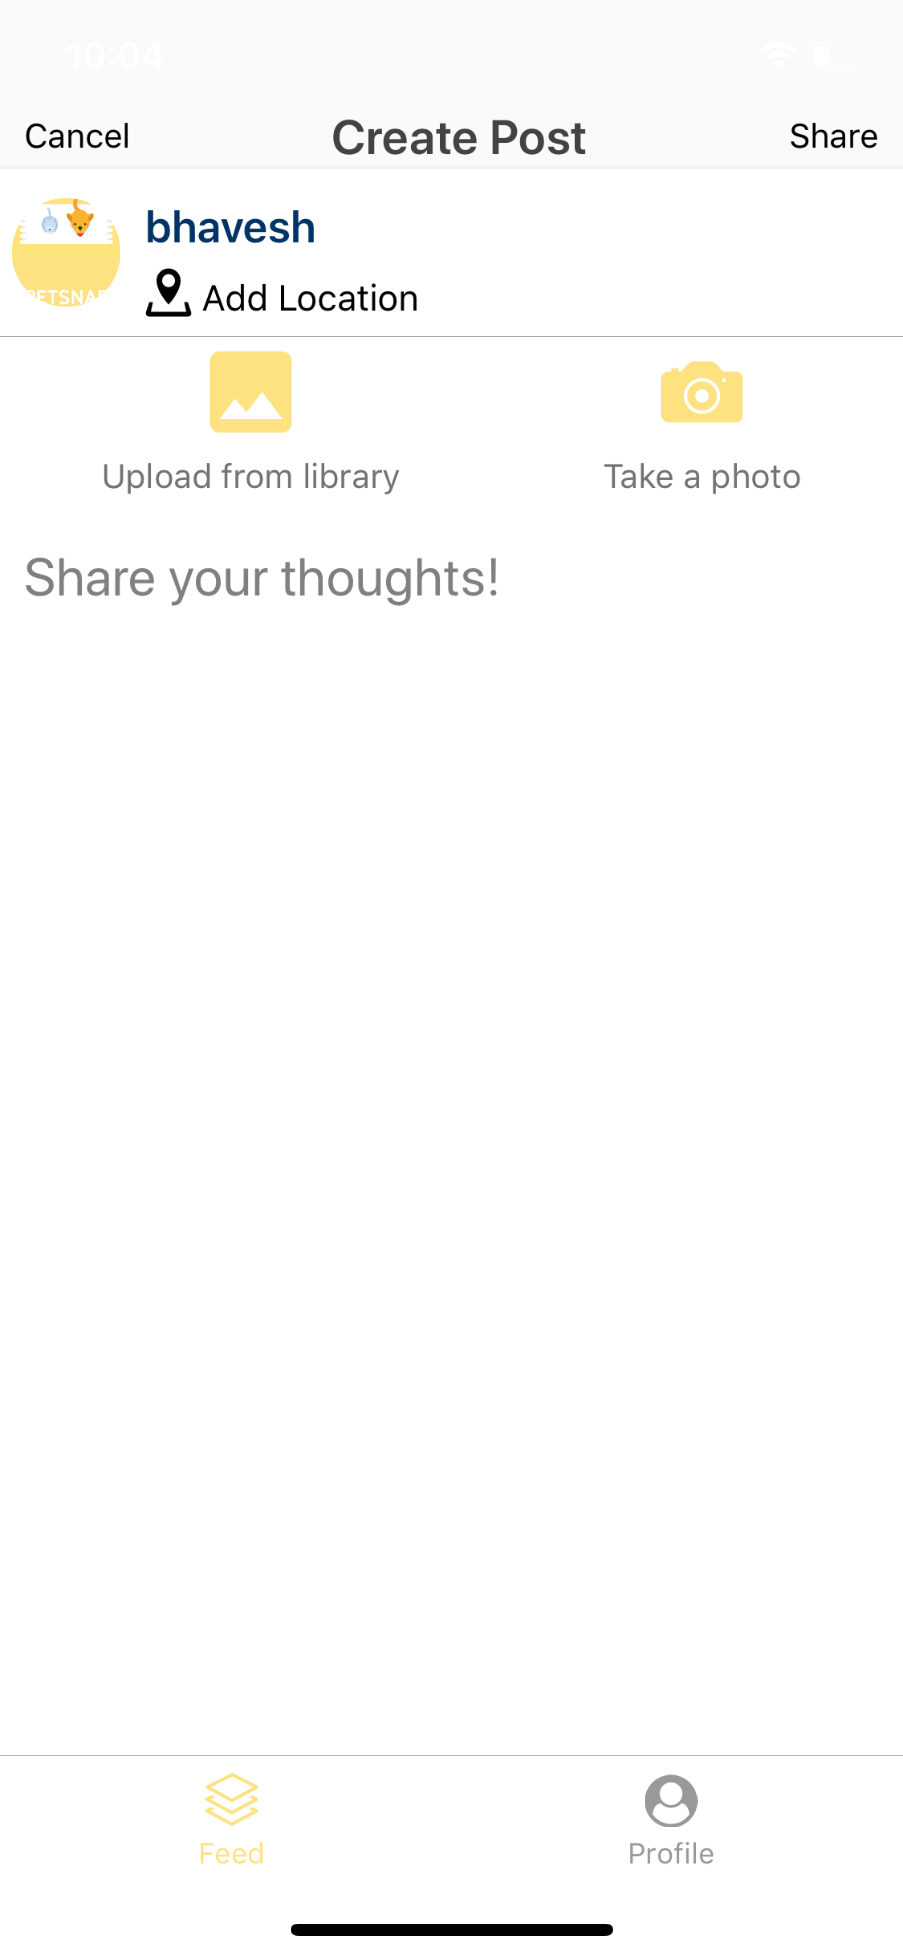 10:04
Cancel Create Post Share
bhavesh
PETSNAP
Add Location
Upload from library Take a photo
Share your thoughts!
Feed Profile